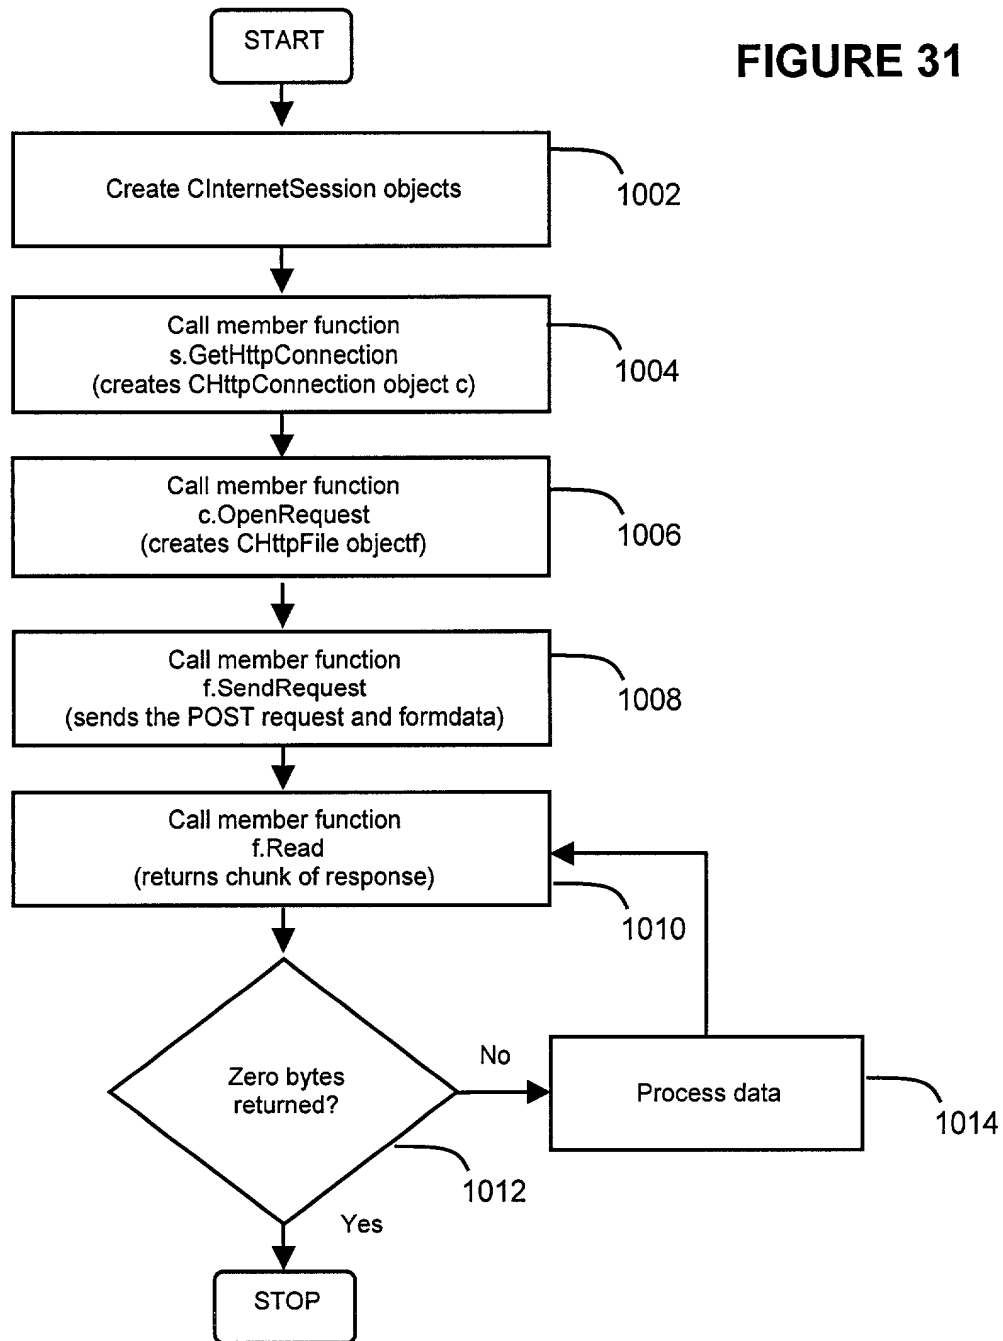 START
FIGURE 31
Create CInternetSession objects
1002
Call member function
s.GetHttpConnection
(creates CHttpConnection object c)
1004
Call member function
c.OpenRequest
(creates CHttpFile objectf)
1006
Call member function
f.SendRequest
(sends the POST request and formdata)
1008
Call member function
f.Read
(returns chunk of response)
1010
Zero bytes
returned?
No
Process data
1014
1012
Yes
STOP